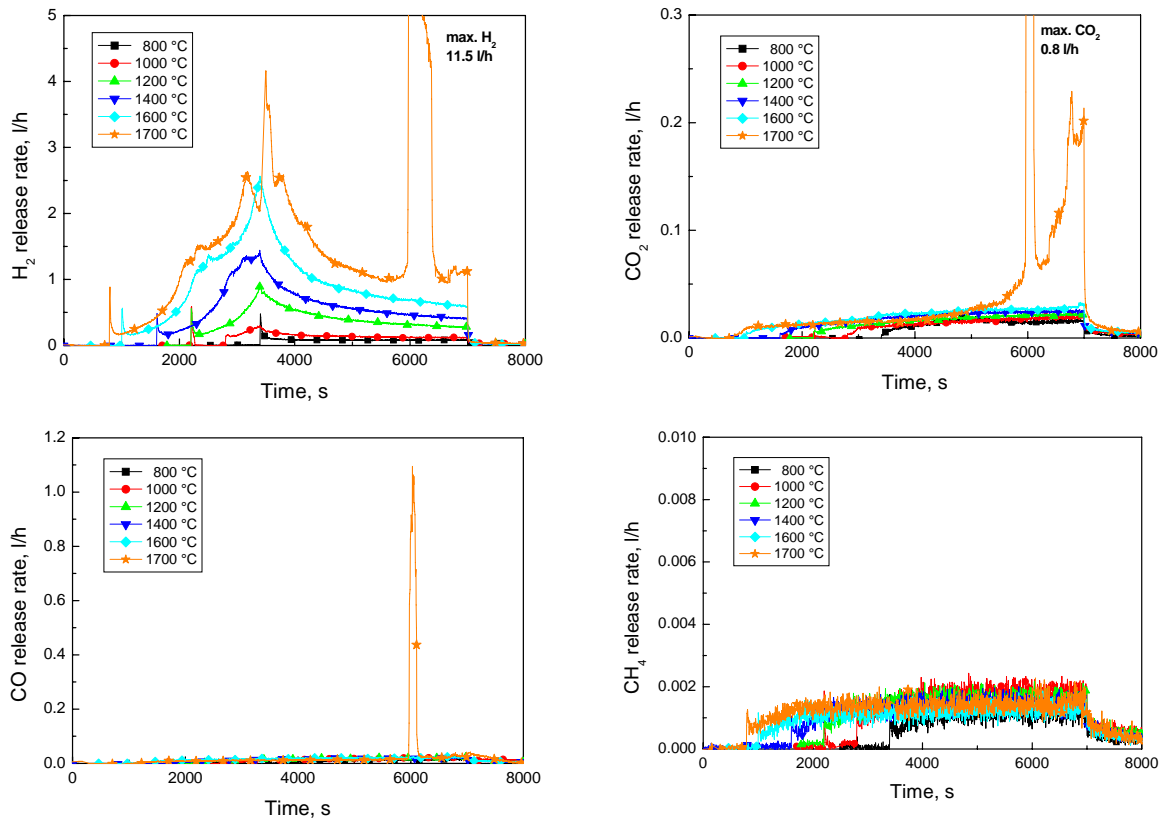 H₂ release rate, l/h
5
4
3
2
1
0
max. H₂
11.5 l/h
800 °C
1000 °C
1200 °C
1400 °C
1600 °C
1700 °C
0 2000 4000 6000 8000
Time, s
CO₂ release rate, l/h
0.3
0.2
0.1
0.0
max. CO₂
0.8 l/h
800 °C
1000 °C
1200 °C
1400 °C
1600 °C
1700 °C
0 2000 4000 6000 8000
Time, s
CO release rate, l/h
1.2
1.0
0.8
0.6
0.4
0.2
0.0
800 °C
1000 °C
1200 °C
1400 °C
1600 °C
1700 °C
0 2000 4000 6000 8000
Time, s
CH₄ release rate, l/h
0.010
0.008
0.006
0.004
0.002
0.000
800 °C
1000 °C
1200 °C
1400 °C
1600 °C
1700 °C
0 2000 4000 6000 8000
Time, s